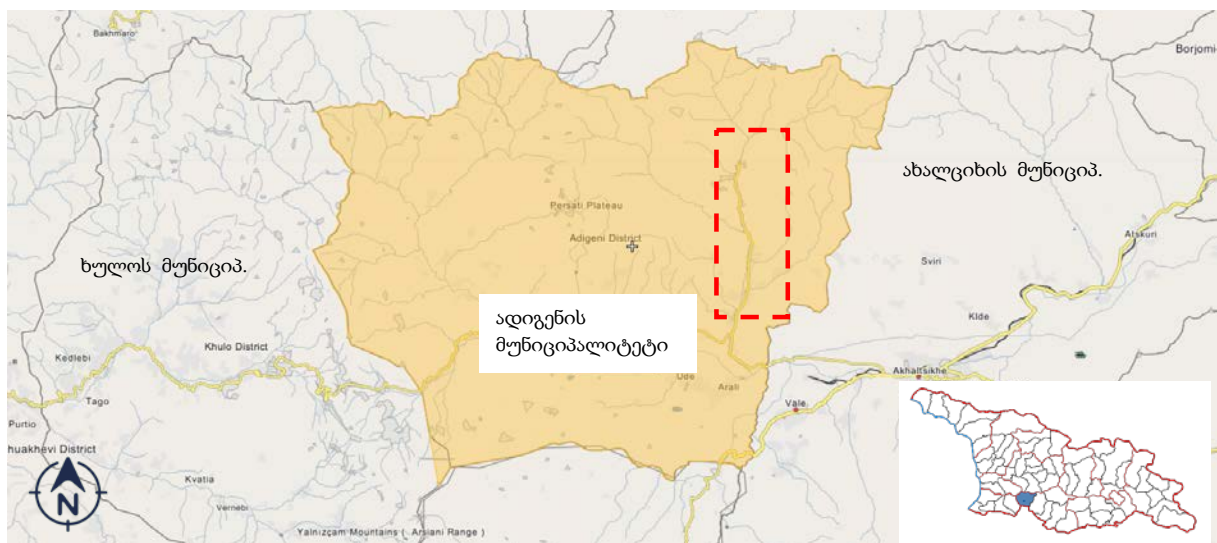 Bakhmaro
Borjomi
ახალციხის მუნიციპ.
Persati Plateau
Atskuri
Adigeni District
Sviri
ხულოს მუნიციპ.
ადიგენის
მუნიციპალიტეტი
Klde
Khulo District
Kedlebi
Akhaltsikhe
Ude
Arali
Tago
Vale
Purtio
huakhevi District
Kvatia
N
Vernebi
Yalnizçam Mountains ( Arsiani Range )